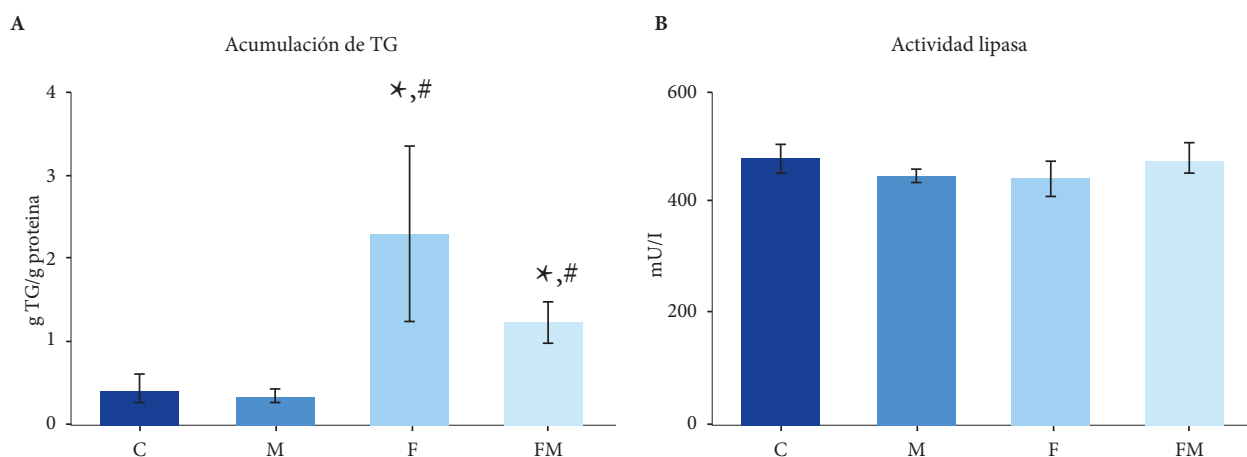 A
Acumulación de TG
g TG/g proteina
4
3
2
1
0
*,#
*,#
C M F FM
B
Actividad lipasa
mU/I
600
400
200
0
C M F FM